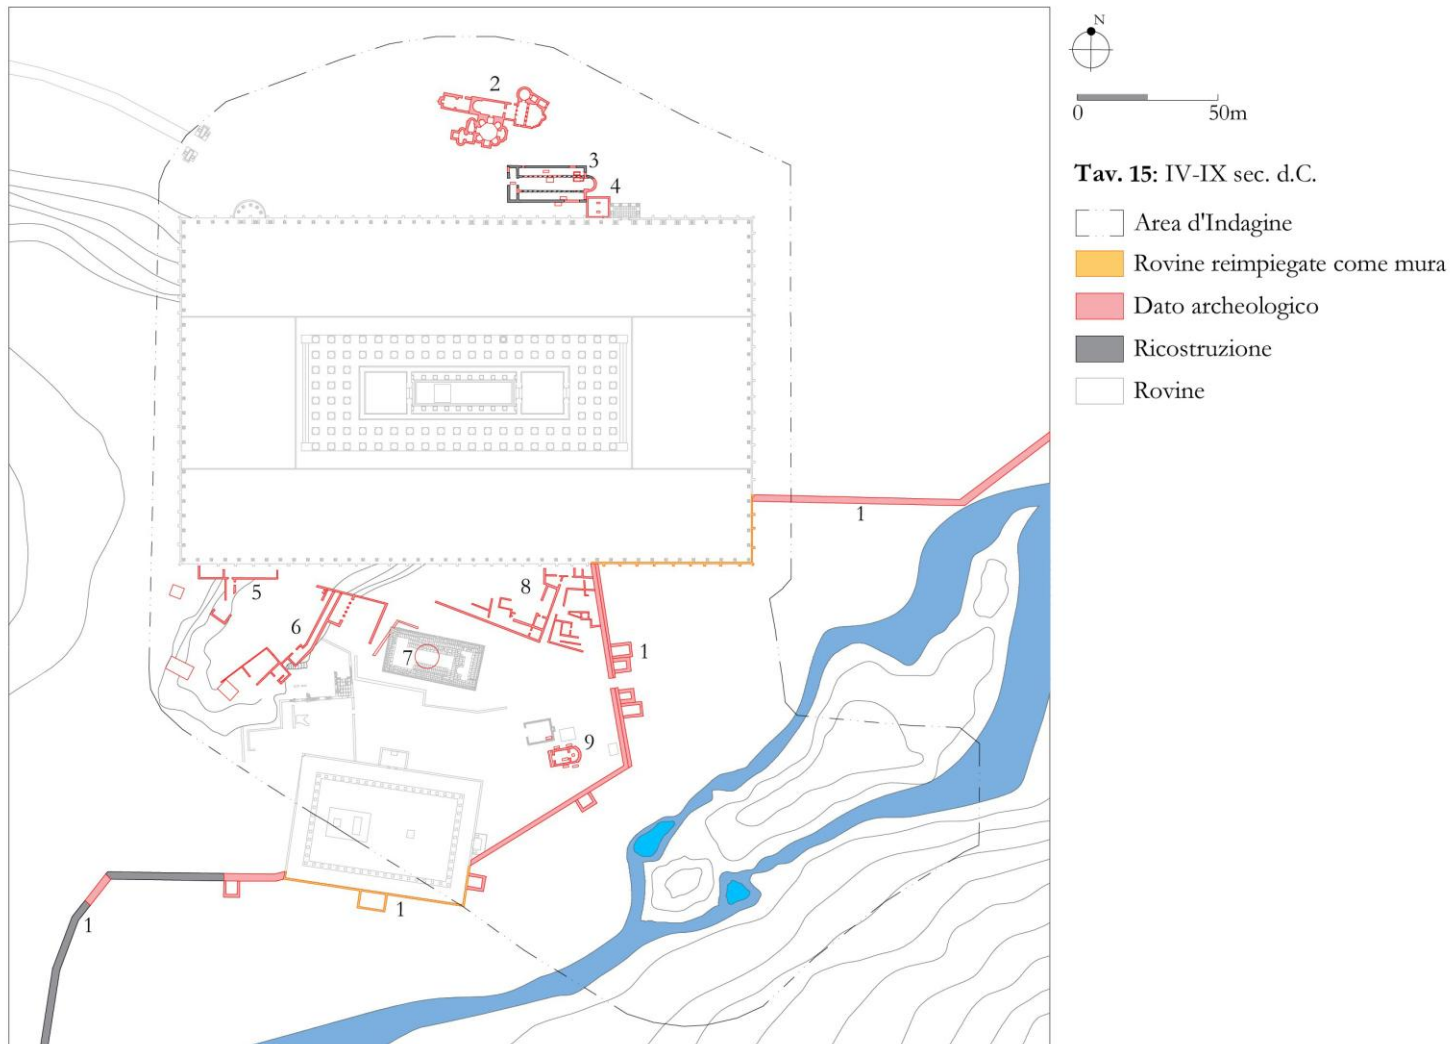 N
0 50m
Tav. 15: IV-IX sec. d.C.
Area d'Indagine
Rovine reimpiegate come mura
Dato archeologico
Ricostruzione
Rovine
2
3
4
1
5
8
6
7
1
9
1
1